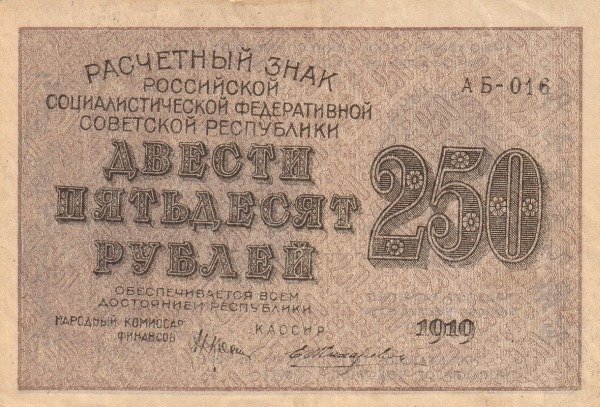 РАСЧЕТНЫЙ ЗНАК
РОССИЙСКОЙ
СОЦИАЛИСТИЧЕСКОЙ ФЕДЕРАТИВНОЙ
СОВЕТСКОЙ РЕСПУБЛИКИ
АБ-016
ДВЕСТИ
ПЯТЬДЕСЯТ
РУБЛЕЙ
250
ОБЕСПЕЧИВАЕТСЯ ВСЕМ
ДОСТОЯНИЕМ РЕСПУБЛИКИ
НАРОДНЫЙ КОМИССАР
ФИНАНСОВ
КАССИР
1919